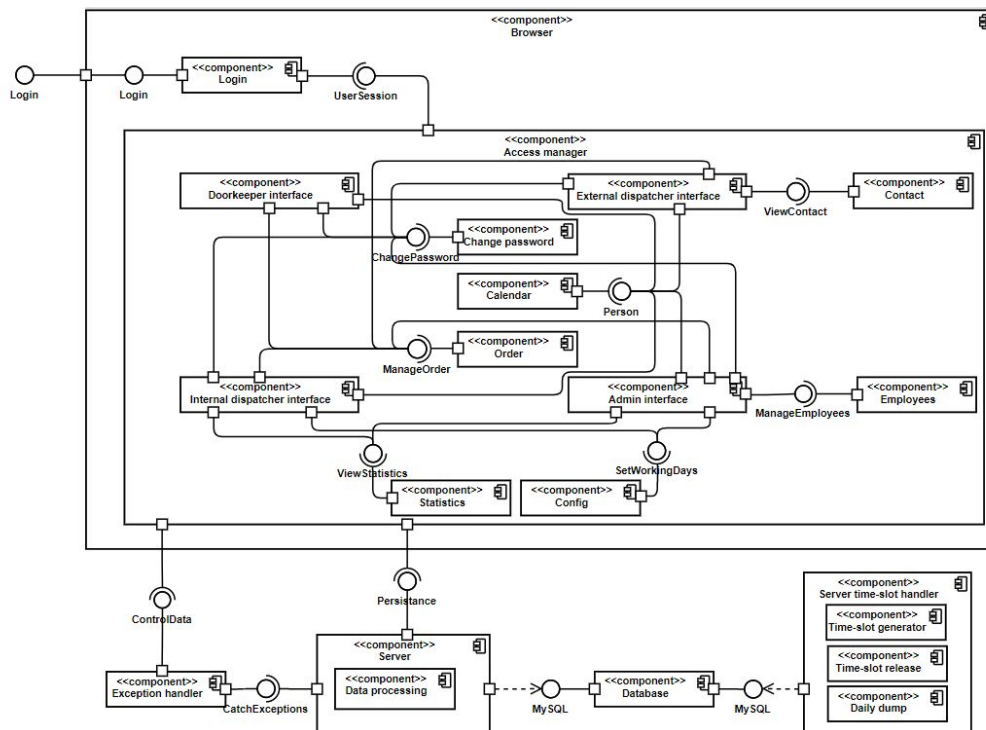 <<component>>
Browser
<<component>>
Login
Login
Login
UserSession
<<component>>
Access manager
<<component>>
Doorkeeper interface
<<component>>
External dispatcher interface
ViewContact
<<component>>
Contact
<<component>>
Change password
ChangePassword
<<component>>
Calendar
Person
<<component>>
Order
ManageOrder
<<component>>
Internal dispatcher interface
<<component>>
Admin interface
ManageEmployees
<<component>>
Employees
ViewStatistics
SetWorkingDays
<<component>>
Statistics
<<component>>
Config
ControlData
Persistance
<<component>>
Server time-slot handler
<<component>>
Time-slot generator
<<component>>
Time-slot release
<<component>>
Daily dump
<<component>>
Exception handler
CatchExceptions
<<component>>
Server
<<component>>
Data processing
MySQL
<<component>>
Database
MySQL